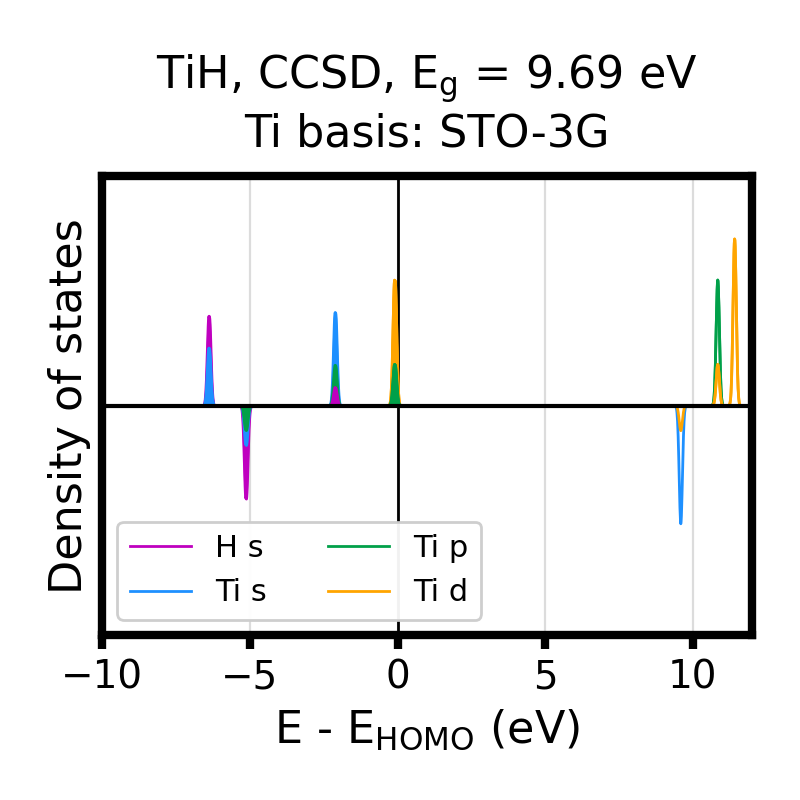 TiH, CCSD, E_g = 9.69 eV
Ti basis: STO-3G
Density of states
H s
Ti s
Ti p
Ti d
−10 −5 0 5 10
E - E_HOMO (eV)